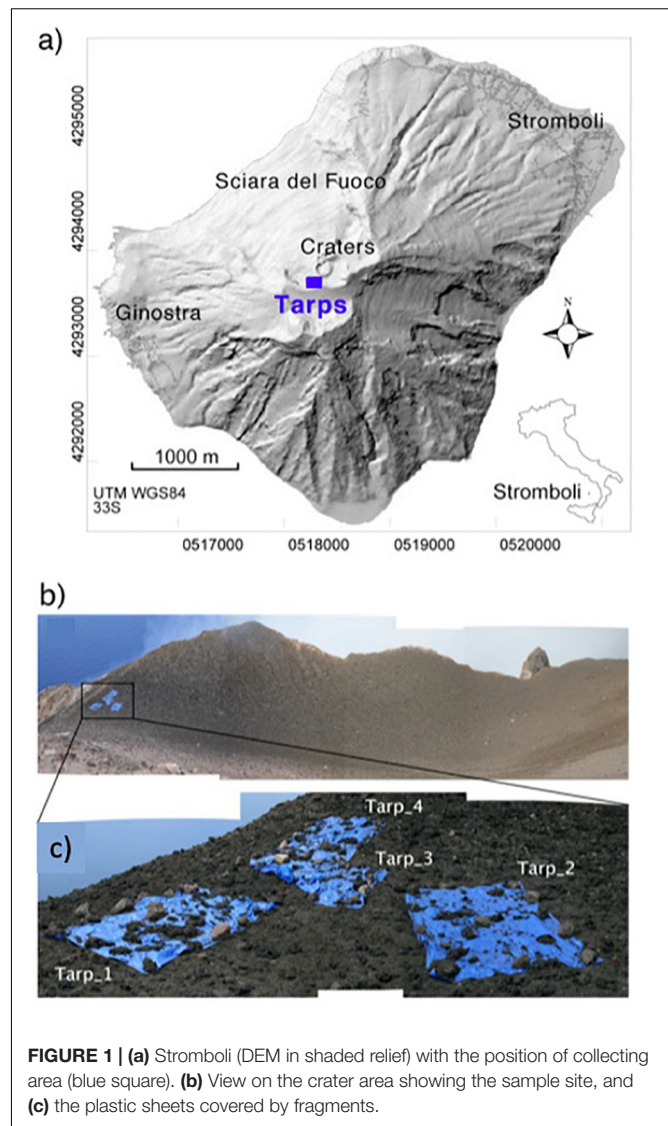 a)
4295000
Stromboli
Sciara del Fuoco
4294000
Craters
Tarps
Ginostra
4293000
N
4292000
1000 m
UTM WGS84
33S
Stromboli
0517000 0518000 0519000 0520000
b)
c)
Tarp_4
Tarp_3
Tarp_2
Tarp_1
FIGURE 1 | (a) Stromboli (DEM in shaded relief) with the position of collecting
area (blue square). (b) View on the crater area showing the sample site, and
(c) the plastic sheets covered by fragments.